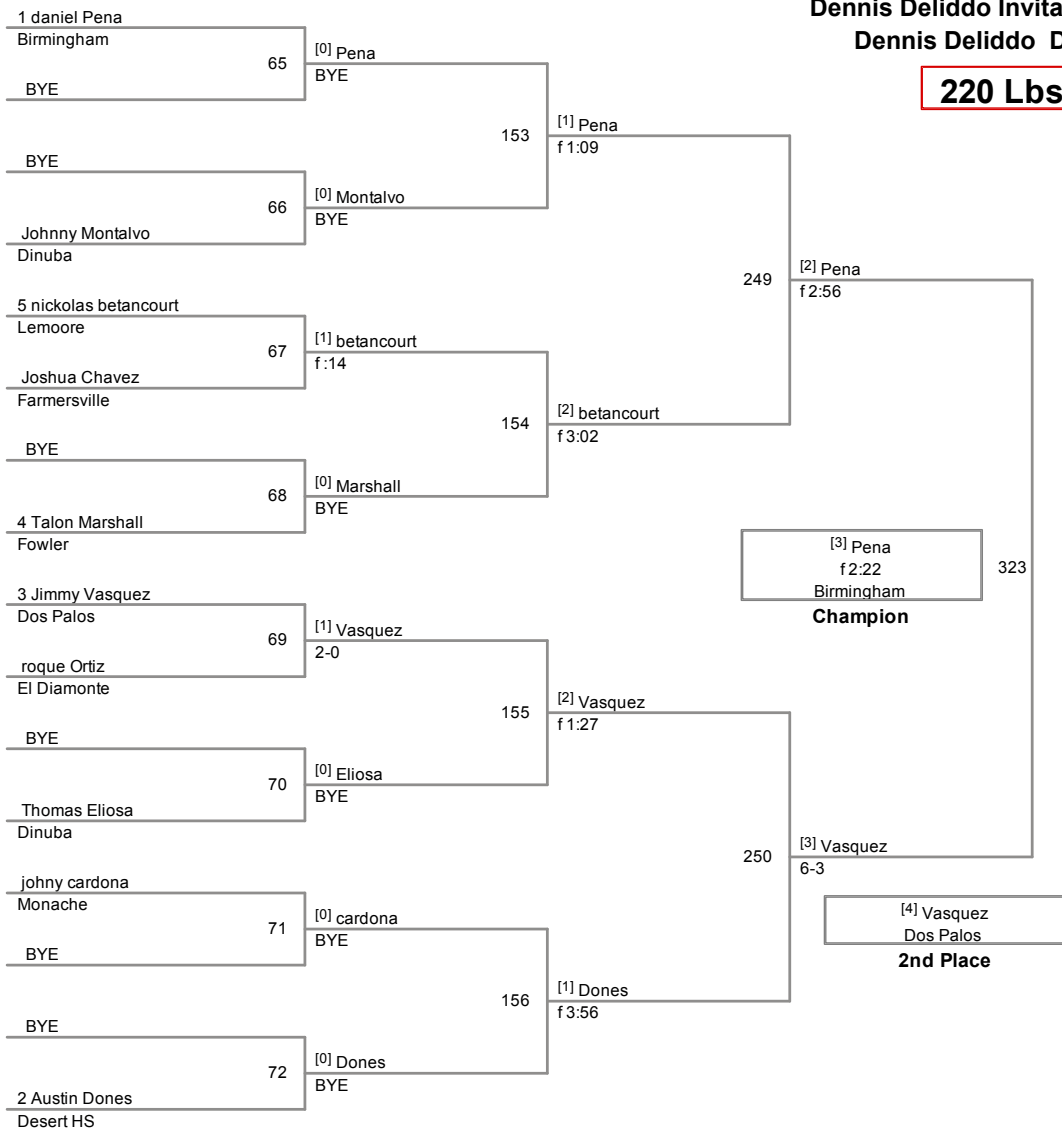 Dennis Deliddo Invita
Dennis Deliddo D
220 Lbs
1 daniel Pena
Birmingham
65
BYE
[0] Pena
BYE
BYE
66
Johnny Montalvo
Dinuba
[0] Montalvo
BYE
153
[1] Pena
f 1:09
5 nickolas betancourt
Lemoore
67
Joshua Chavez
Farmersville
[1] betancourt
f :14
BYE
68
4 Talon Marshall
Fowler
[0] Marshall
BYE
154
[2] betancourt
f 3:02
249
[2] Pena
f 2:56
3 Jimmy Vasquez
Dos Palos
69
roque Ortiz
El Diamonte
[1] Vasquez
2-0
BYE
70
Thomas Eliosa
Dinuba
[0] Eliosa
BYE
155
[2] Vasquez
f 1:27
johny cardona
Monache
71
BYE
[0] cardona
BYE
BYE
72
2 Austin Dones
Desert HS
[0] Dones
BYE
156
[1] Dones
f 3:56
250
[3] Vasquez
6-3
323
[3] Pena
f 2:22
Birmingham
Champion
[4] Vasquez
Dos Palos
2nd Place